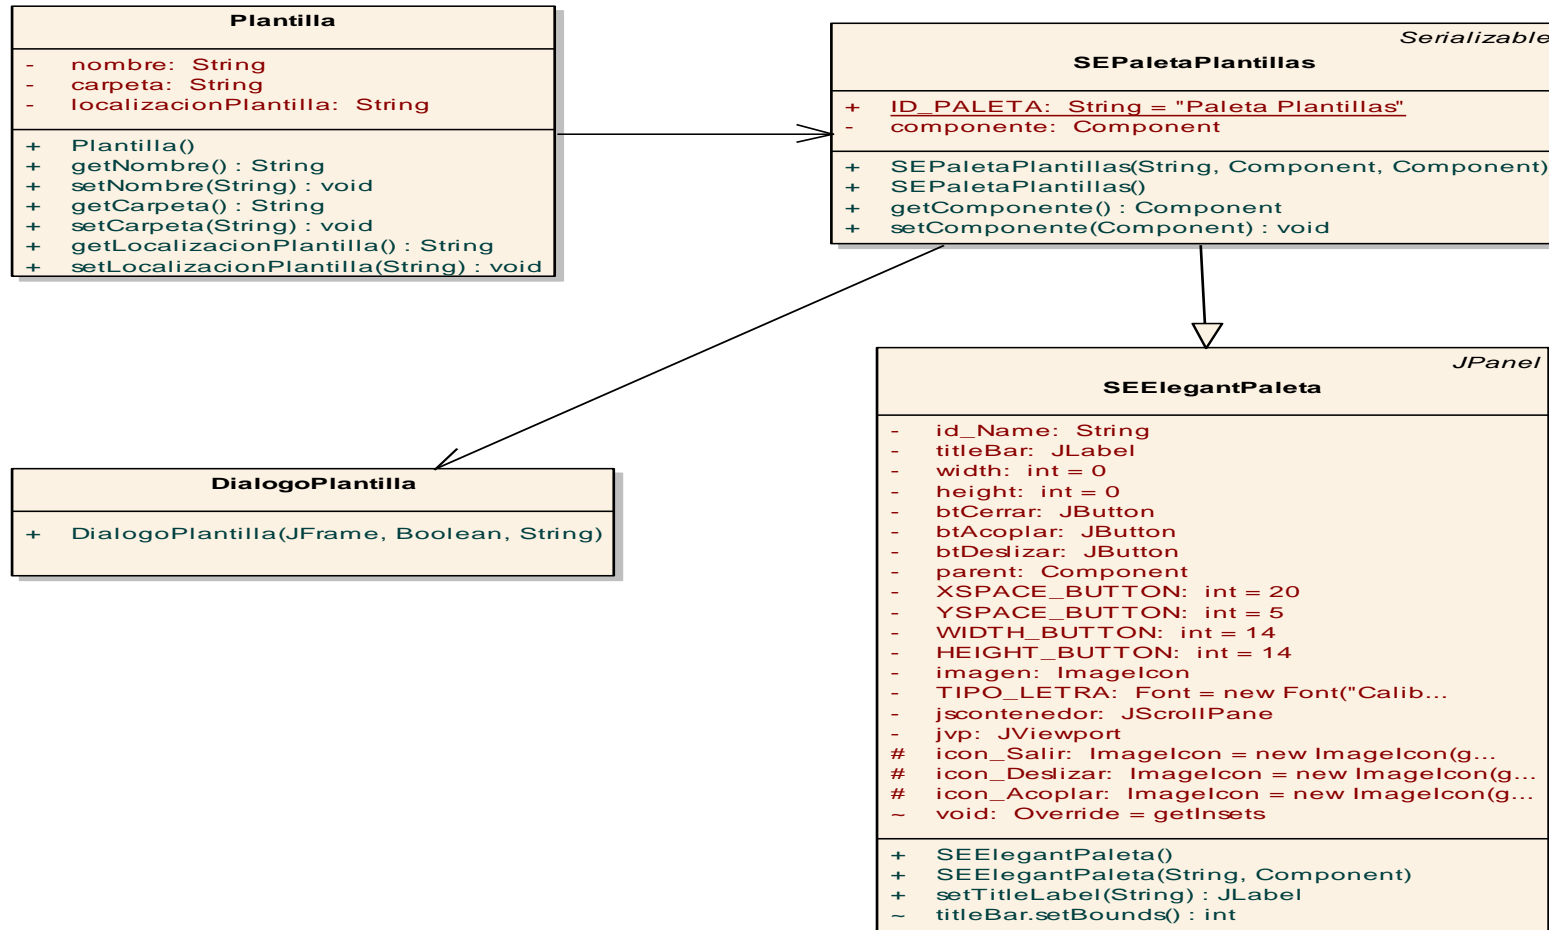 Plantilla
- nombre: String
- carpeta: String
- localizacionPlantilla: String
+ Plantilla()
+ getNombre() : String
+ setNombre(String) : void
+ getCarpeta() : String
+ setCarpeta(String) : void
+ getLocalizacionPlantilla() : String
+ setLocalizacionPlantilla(String) : void
Serializable
SEPaletaPlantillas
+ ID_PALETA: String = "Paleta Plantillas"
- componente: Component
+ SEPaletaPlantillas(String, Component, Component)
+ SEPaletaPlantillas()
+ getComponente() : Component
+ setComponente(Component) : void
DialogoPlantilla
+ DialogoPlantilla(JFrame, Boolean, String)
JPanel
SEElegantPaleta
- id_Name: String
- titleBar: JLabel
- width: int = 0
- height: int = 0
- btCerrar: JButton
- btAcoplar: JButton
- btDeslizar: JButton
- parent: Component
- XSPACE_BUTTON: int = 20
- YSPACE_BUTTON: int = 5
- WIDTH_BUTTON: int = 14
- HEIGHT_BUTTON: int = 14
- imagen: ImageIcon
- TIPO_LETRA: Font = new Font("Calib...
- jscontenedor: JScrollPane
- jvp: JViewport
# icon_Salir: ImageIcon = new ImageIcon(g...
# icon_Deslizar: ImageIcon = new ImageIcon(g...
# icon_Acoplar: ImageIcon = new ImageIcon(g...
~ void: Override = getInsets
+ SEElegantPaleta()
+ SEElegantPaleta(String, Component)
+ setTitleLabel(String) : JLabel
~ titleBar.setBounds() : int